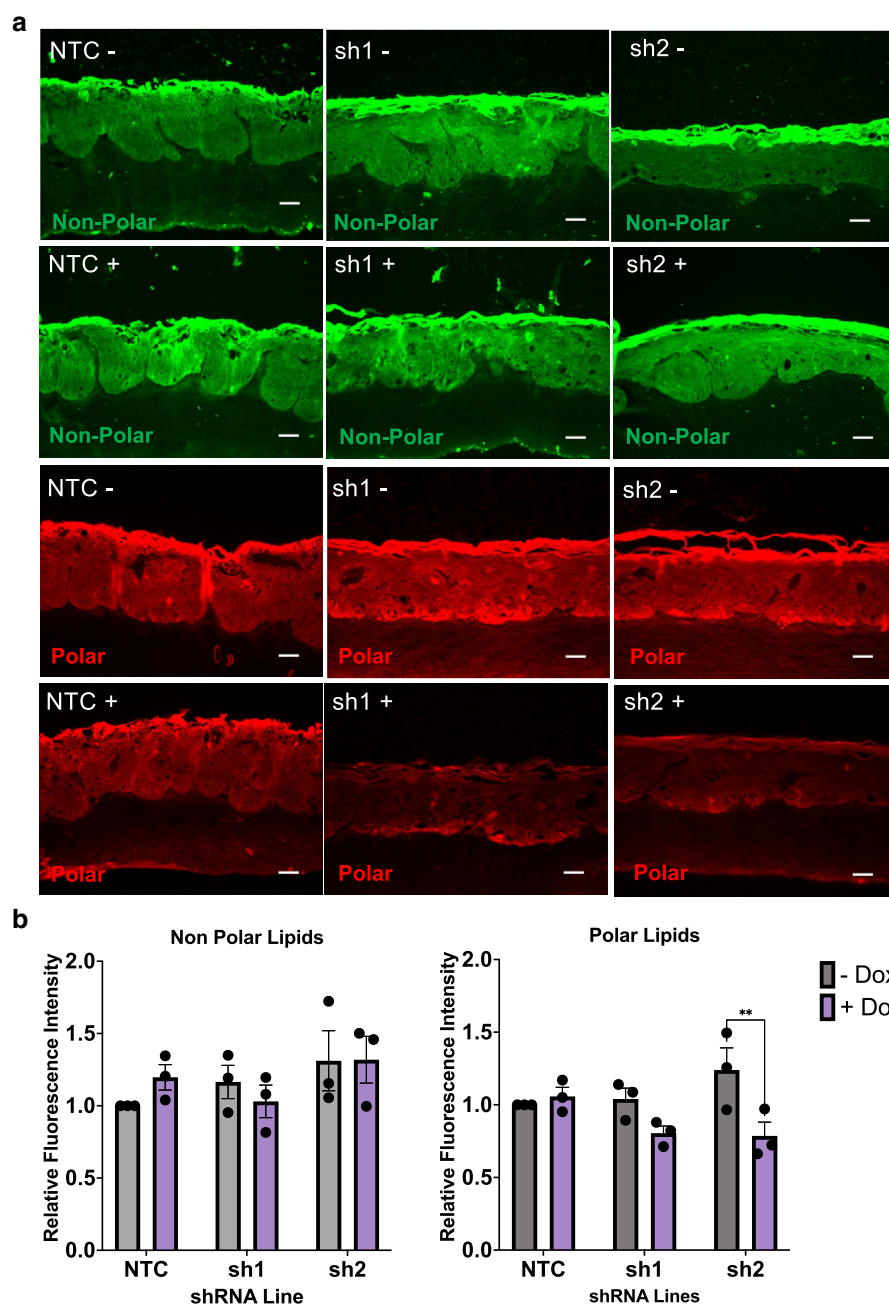 a
NTC -
sh1 -
sh2 -
Non-Polar
Non-Polar
Non-Polar
NTC +
sh1 +
sh2 +
Non-Polar
Non-Polar
Non-Polar
NTC -
sh1 -
sh2 -
Polar
Polar
Polar
NTC +
sh1 +
sh2 +
Polar
Polar
Polar
b
Non Polar Lipids
Relative Fluorescence Intensity
2.0
1.5
1.0
0.5
0.0
NTC
sh1
sh2
shRNA Line
Polar Lipids
Relative Fluorescence Intensity
2.0
1.5
1.0
0.5
0.0
**
NTC
sh1
sh2
shRNA Lines
- Dox
+ Do